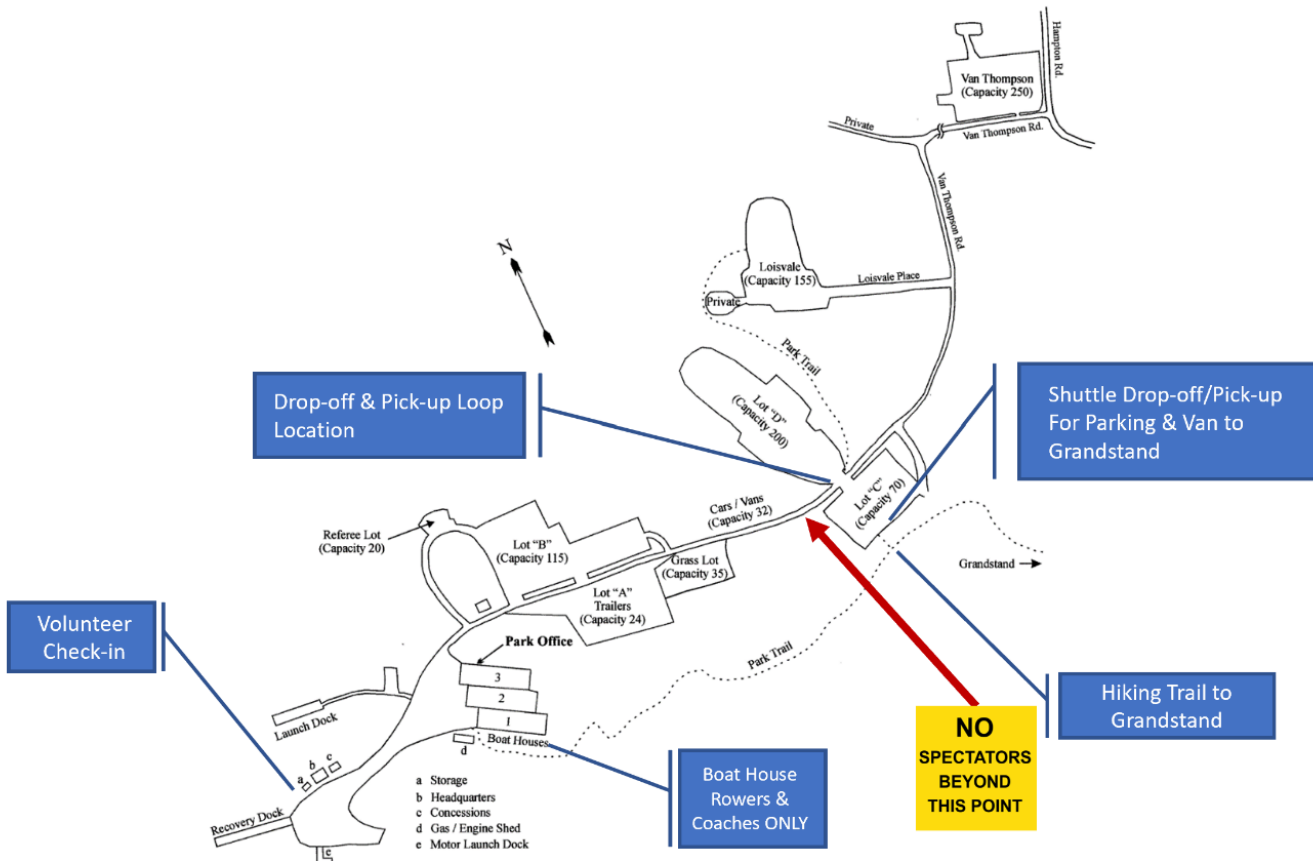 Hampton Rd.
Van Thompson
(Capacity 250)
Private
Van Thompson Rd.
Van Thompson Rd.
N
Loisvale
(Capacity 155)
Loisvale Place
Private
Park Trail
Drop-off & Pick-up Loop
Location
Lot "D"
(Capacity 200)
Shuttle Drop-off/Pick-up
For Parking & Van to
Grandstand
Lot "C"
(Capacity 70)
Cars / Vans
(Capacity 32)
Referee Lot
(Capacity 20)
Lot "B"
(Capacity 115)
Grass Lot
(Capacity 35)
Grandstand
Lot "A"
Trailers
(Capacity 24)
Volunteer
Check-in
Park Office
Park Trail
3
2
1
Boat Houses
d
Launch Dock
Hiking Trail to
Grandstand
NO
SPECTATORS
BEYOND
THIS POINT
Boat House
Rowers &
Coaches ONLY
a
b
c
a Storage
b Headquarters
c Concessions
d Gas / Engine Shed
e Motor Launch Dock
Recovery Dock
e